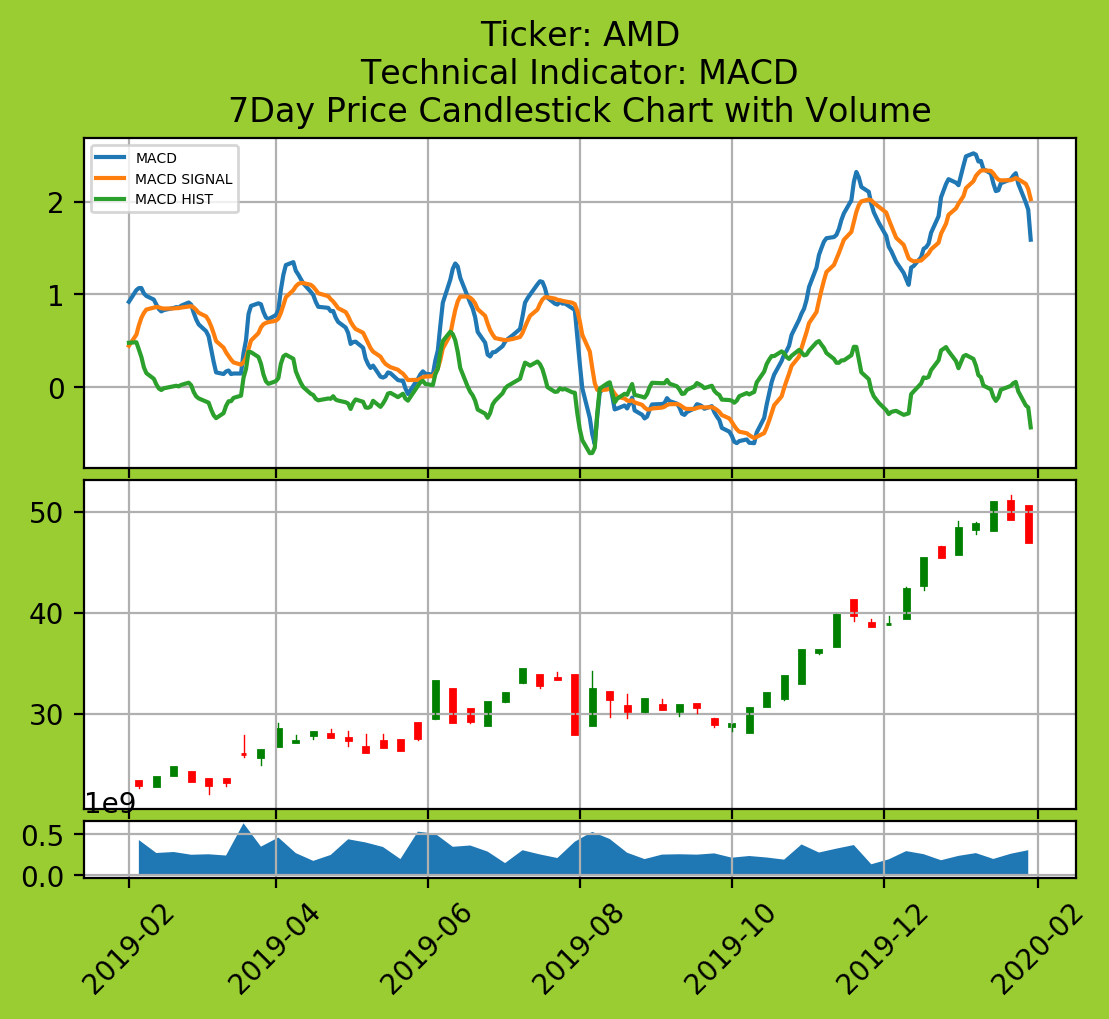 Ticker: AMD
Technical Indicator: MACD
7Day Price Candlestick Chart with Volume
MACD
MACD SIGNAL
MACD HIST
2
1
0
50
40
30
1e9
0.5
0.0
2019-02
2019-04
2019-06
2019-08
2019-10
2019-12
2020-02